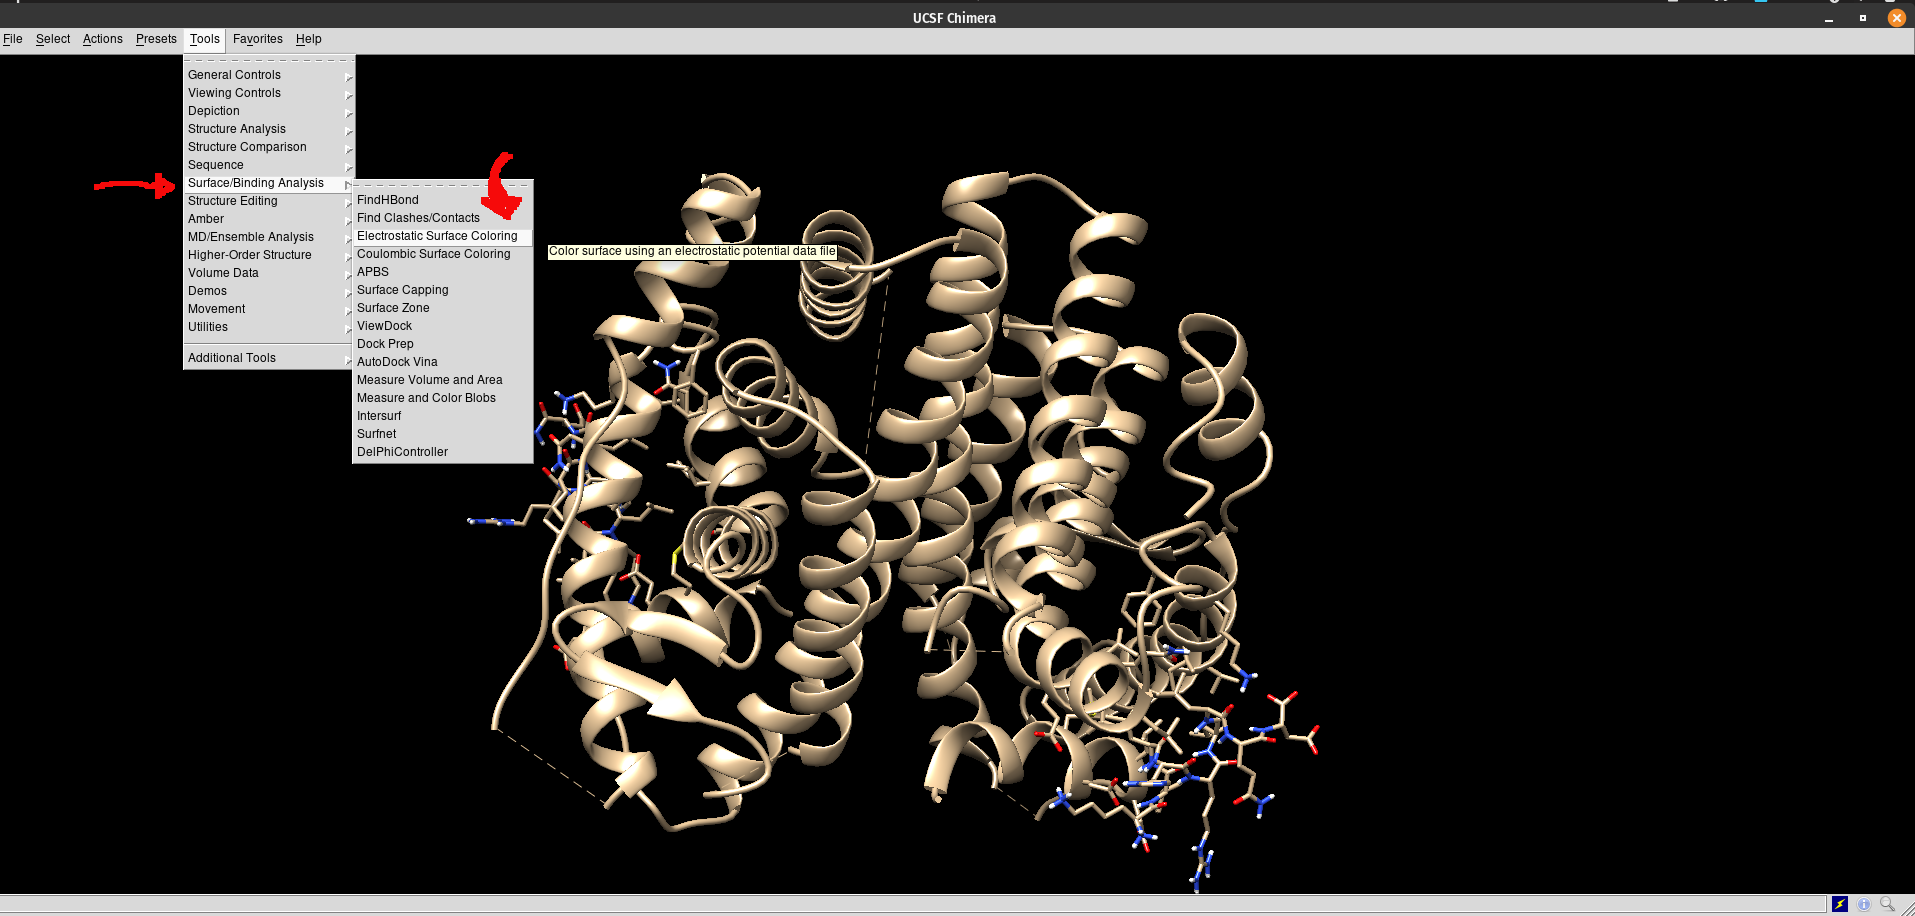 UCSF Chimera
File Select Actions Presets Tools Favorites Help
General Controls
Viewing Controls
Depiction
Structure Analysis
Structure Comparison
Sequence
Surface/Binding Analysis
Structure Editing
Amber
MD/Ensemble Analysis
Higher-Order Structure
Volume Data
Demos
Movement
Utilities
Additional Tools
FindHBond
Find Clashes/Contacts
Electrostatic Surface Coloring
Coulombic Surface Coloring
APBS
Surface Capping
Surface Zone
ViewDock
Dock Prep
AutoDock Vina
Measure Volume and Area
Measure and Color Blobs
Intersurf
Surfnet
DelPhiController
Color surface using an electrostatic potential data file